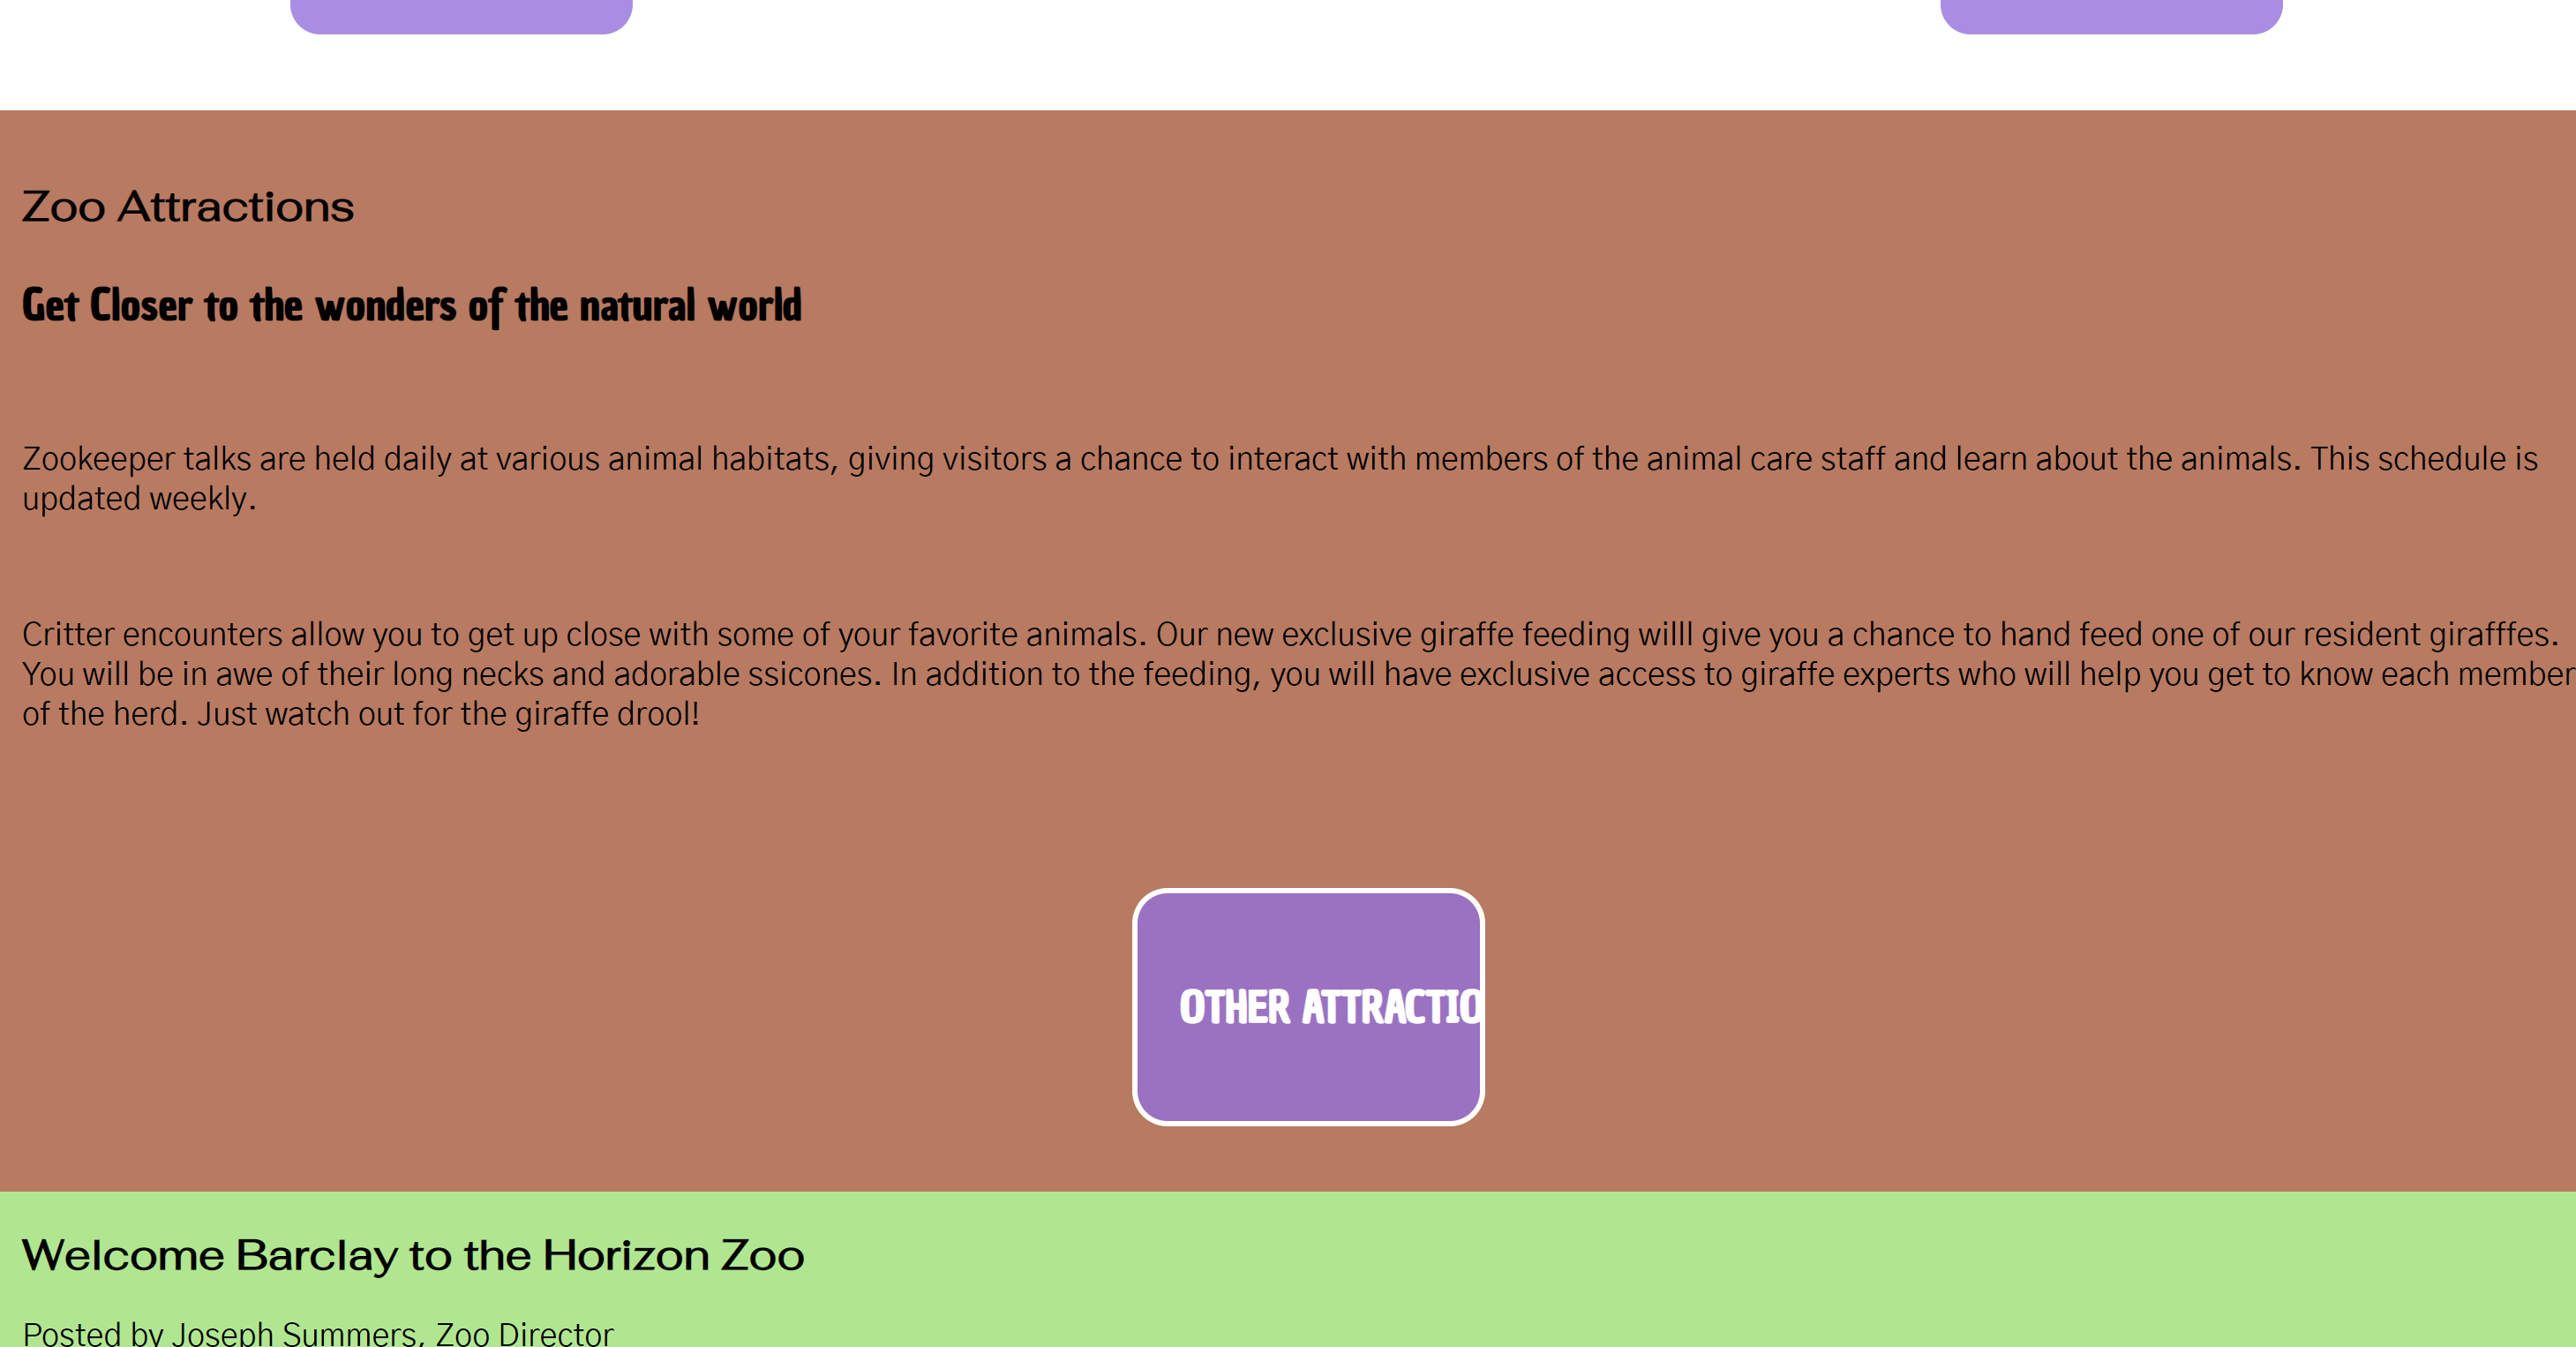 Zoo Attractions
Get Closer to the wonders of the natural world
Zookeeper talks are held daily at various animal habitats, giving visitors a chance to interact with members of the animal care staff and learn about the animals. This schedule is
updated weekly.
Critter encounters allow you to get up close with some of your favorite animals. Our new exclusive giraffe feeding willl give you a chance to hand feed one of our resident girafffes.
You will be in awe of their long necks and adorable ssicones. In addition to the feeding, you will have exclusive access to giraffe experts who will help you get to know each member
of the herd. Just watch out for the giraffe drool!
OTHER ATTRACTIO
Welcome Barclay to the Horizon Zoo
Posted by Joseph Summers, Zoo Director